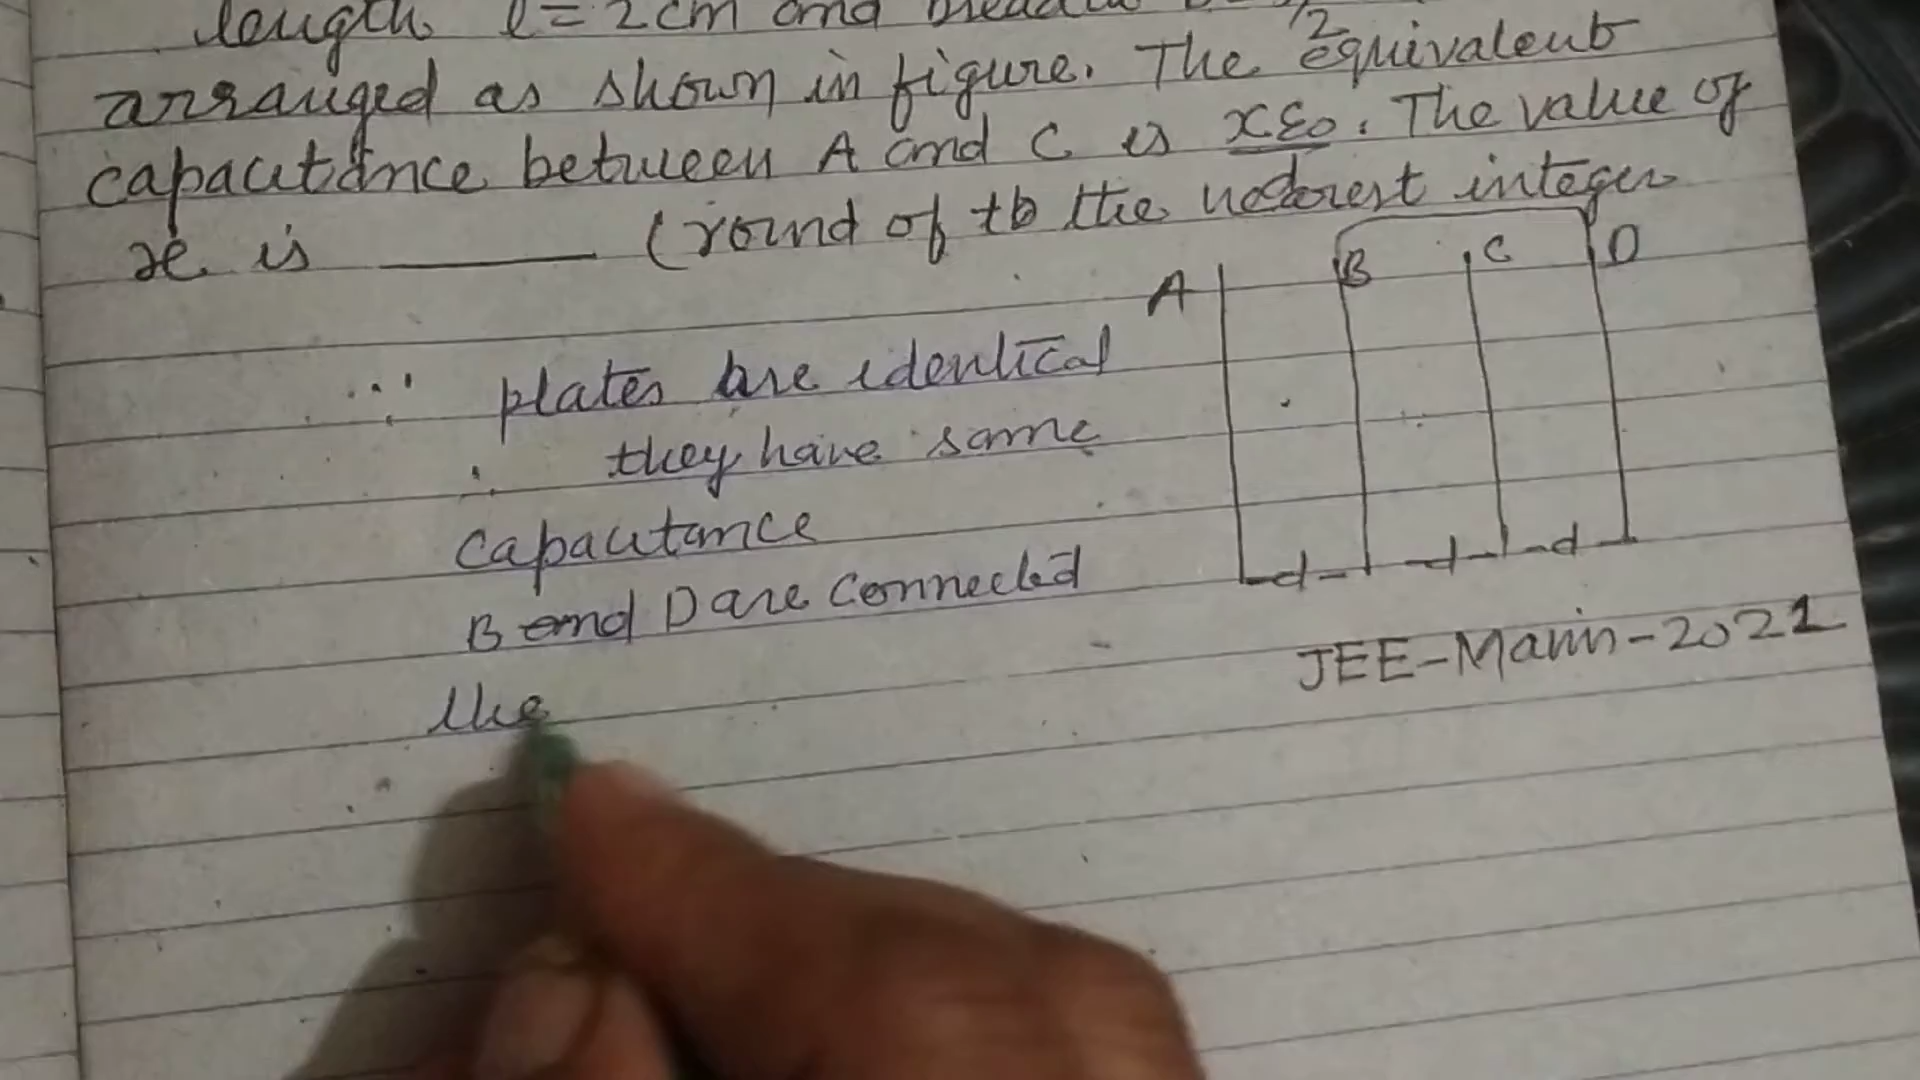 length l = 2cm and
arranged as shown in figure. The equivalent
capacitance between A and C is xε₀. The value of
x is ______ (round of to the nearest integer
A B C D
∵ plates are identical
they have same
capacitance
B and D are connected
the
d d d
JEE-Main-2021